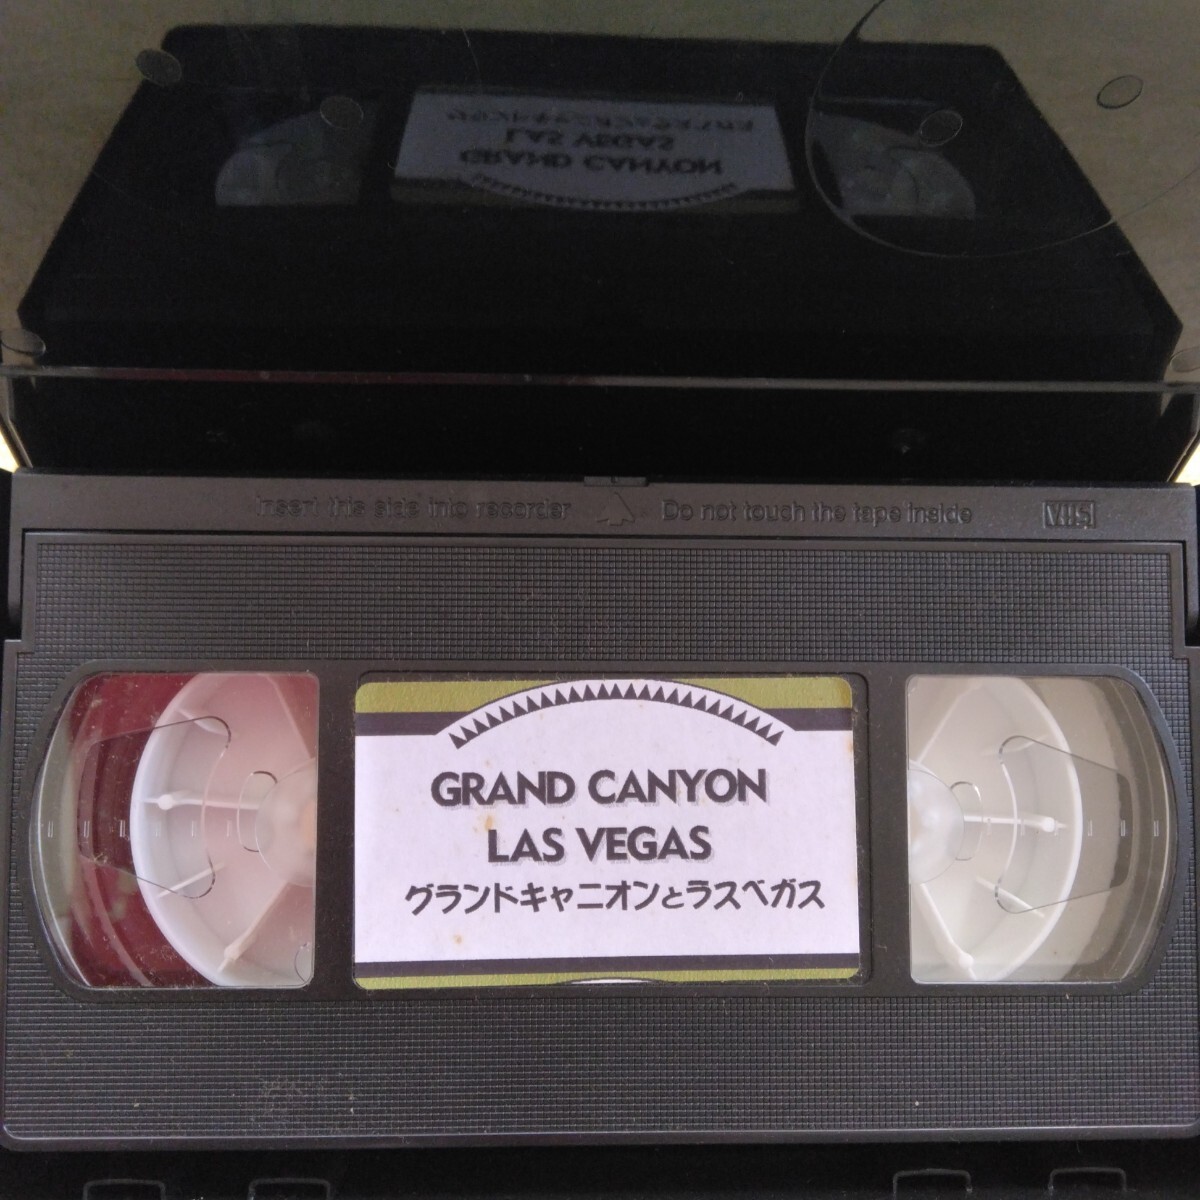 Insert this side into recorder
Do not touch the tape inside
VHS
GRAND CANYON
LAS VEGAS
グランドキャニオンとラスベガス